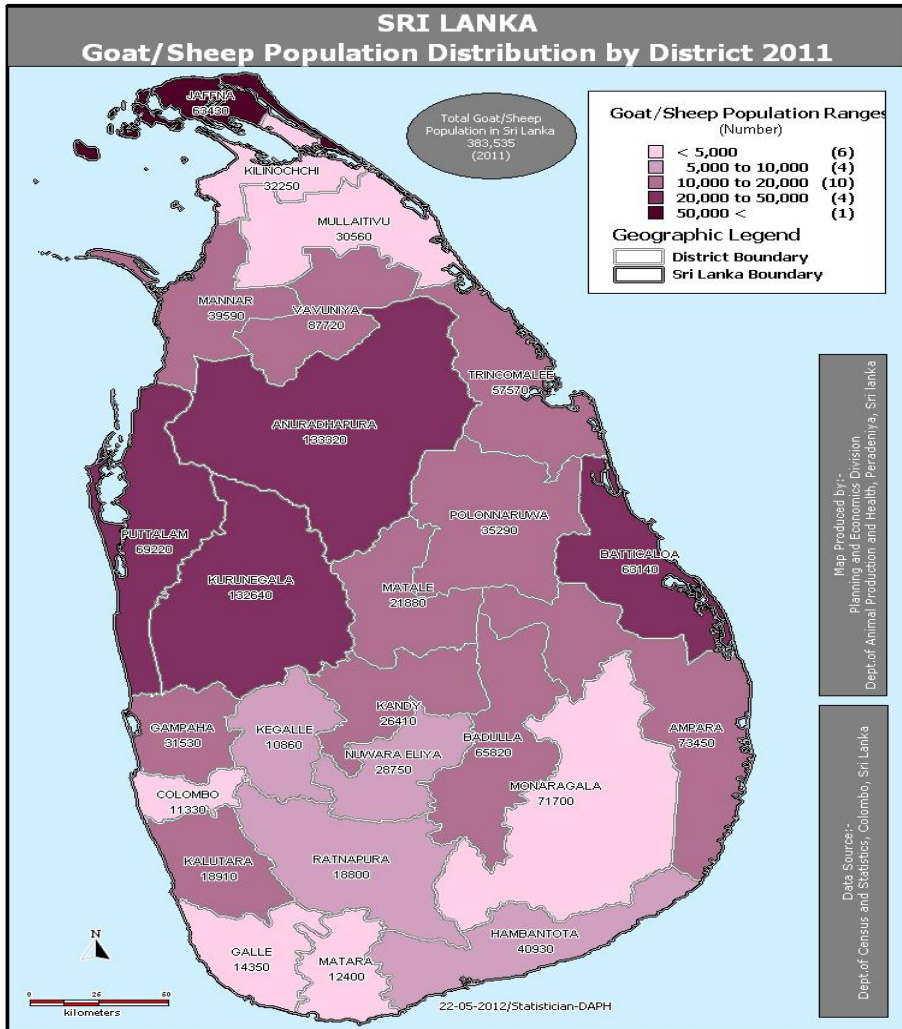 SRI LANKA
Goat/Sheep Population Distribution by District 2011
Total Goat/Sheep
Population in Sri Lanka
383,535
(2011)
Goat/Sheep Population Ranges
(Number)
< 5,000 (6)
5,000 to 10,000 (4)
10,000 to 20,000 (10)
20,000 to 50,000 (4)
50,000 < (1)
Geographic Legend
District Boundary
Sri Lanka Boundary
JAFFNA
63430
KILINOCHCHI
32250
MULLAITIVU
30560
MANNAR
39590
VAVUNIYA
87720
TRINCOMALEE
57570
ANURADHAPURA
133320
POLONNARUWA
35290
PUTTALAM
69220
KURUNEGALA
132640
MATALE
21880
BATTICALOA
63140
GAMPAHA
31530
KEGALLE
10860
KANDY
26410
NUWARA ELIYA
28750
BADULLA
65820
AMPARA
73450
MONARAGALA
71700
COLOMBO
11330
KALUTARA
18910
RATNAPURA
18800
HAMBANTOTA
40930
GALLE
14350
MATARA
12400
Map Produced by:-
Planning and Economics Division
Dept.of Animal Production and Health, Peradeniya, Sri lanka
Data Source:-
Dept.of Census and Statistics, Colombo, Sri Lanka
N
0 25 50
kilometers
22-05-2012/Statistician-DAPH